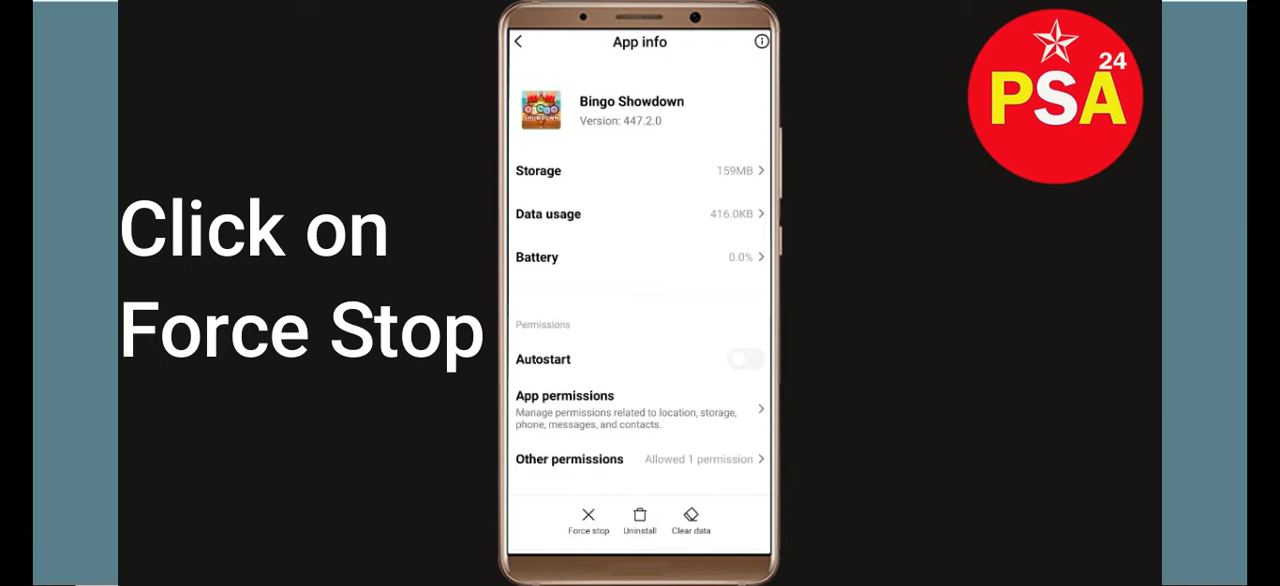 App info
Bingo Showdown
Version: 447.2.0
Storage 159MB
Data usage 416.0KB
Battery 0.0%
Permissions
Autostart
App permissions
Manage permissions related to location, storage,
phone, messages, and contacts.
Other permissions Allowed 1 permission
Force stop Uninstall Clear data
Click on
Force Stop
24
PSA
BINGO
SHOWDOWN